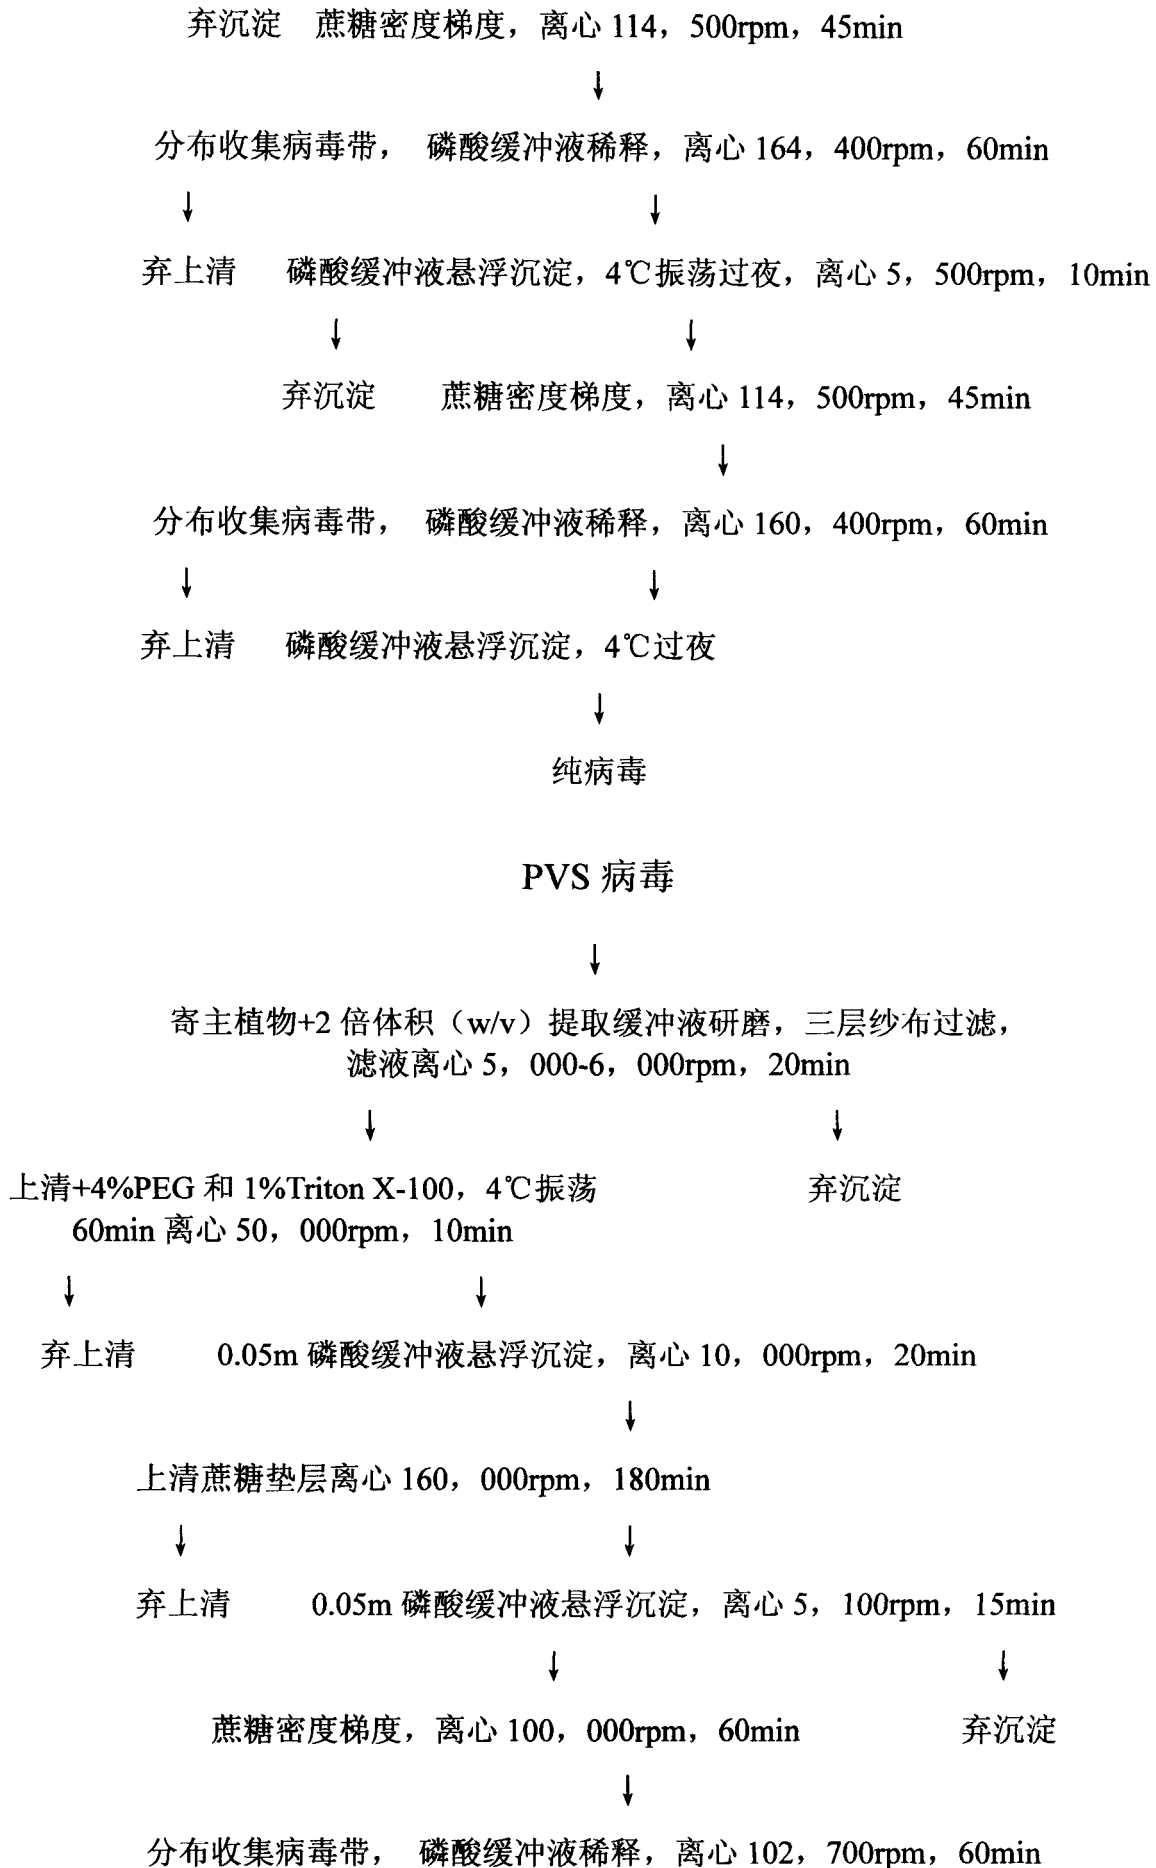 弃沉淀 蔗糖密度梯度，离心 114，500rpm，45min
↓
分布收集病毒带， 磷酸缓冲液稀释，离心 164，400rpm，60min
↓ ↓
弃上清 磷酸缓冲液悬浮沉淀，4℃振荡过夜，离心 5，500rpm，10min
↓ ↓
弃沉淀 蔗糖密度梯度，离心 114，500rpm，45min
↓
分布收集病毒带， 磷酸缓冲液稀释，离心 160，400rpm，60min
↓ ↓
弃上清 磷酸缓冲液悬浮沉淀，4℃过夜
↓
纯病毒
PVS 病毒
↓
寄主植物+2 倍体积（w/v）提取缓冲液研磨，三层纱布过滤，
滤液离心 5，000-6，000rpm，20min
↓ ↓
上清+4%PEG 和 1%Triton X-100，4℃振荡 弃沉淀
60min 离心 50，000rpm，10min
↓ ↓
弃上清 0.05m 磷酸缓冲液悬浮沉淀，离心 10，000rpm，20min
↓
上清蔗糖垫层离心 160，000rpm，180min
↓ ↓
弃上清 0.05m 磷酸缓冲液悬浮沉淀，离心 5，100rpm，15min
↓ ↓
蔗糖密度梯度，离心 100，000rpm，60min 弃沉淀
↓
分布收集病毒带， 磷酸缓冲液稀释，离心 102，700rpm，60min